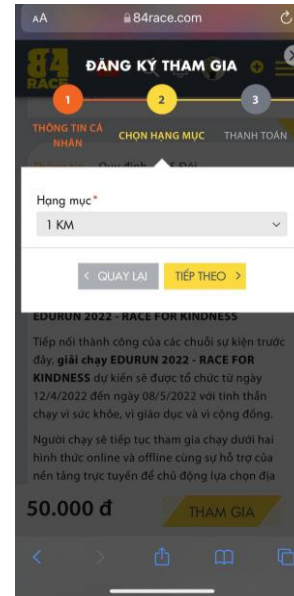 AA 84race.com
84
RACE
ĐĂNG KÝ THAM GIA
1 2 3
THÔNG TIN CÁ
NHÂN
CHỌN HẠNG MỤC
THANH TOÁN
Hạng mục*
1 KM
< QUAY LẠI TIẾP THEO >
EDURUN 2022 - RACE FOR KINDNESS
Tiếp nối thành công của các chuỗi sự kiện trước
đây, giải chạy EDURUN 2022 - RACE FOR
KINDNESS dự kiến sẽ được tổ chức từ ngày
12/4/2022 đến ngày 08/5/2022 với tinh thần
chạy vì sức khỏe, vì giáo dục và vì cộng đồng.
Người chạy sẽ tiếp tục tham gia chạy dưới hai
hình thức online và offline cùng sự hỗ trợ của
nền tảng trực tuyến để chủ động lựa chọn địa
50.000 đ THAM GIA